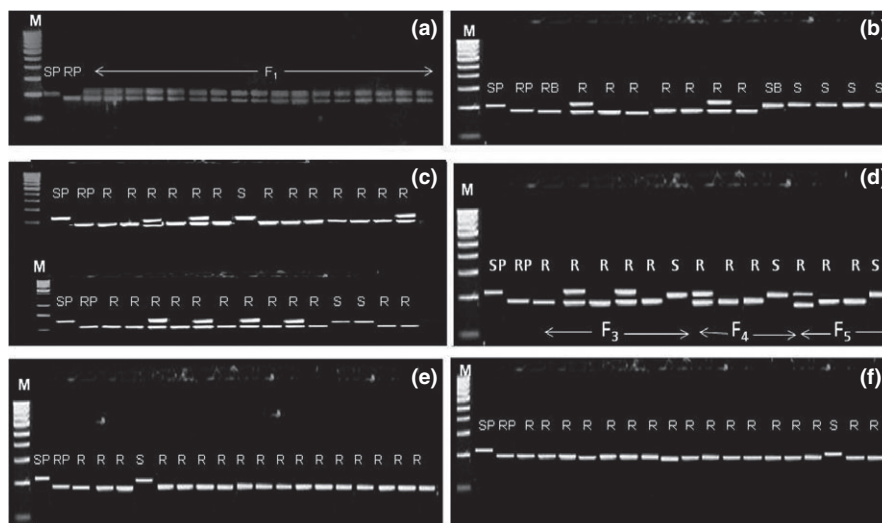 M (a)
SP RP F₁
M (b)
SP RP RB R R R R R R R SB S S S S
(c)
SP RP R R R R R R S R R R R R R R
M
SP RP R R R R R R R R R R S S R R
M (d)
SP RP R R R R R S R R R S R R R S
F₃ F₄ F₅
M (e)
SP RP R R R S R R R R R R R R R R R R R R
M (f)
SP RP R R R R R R R R R R R R R R R S R R